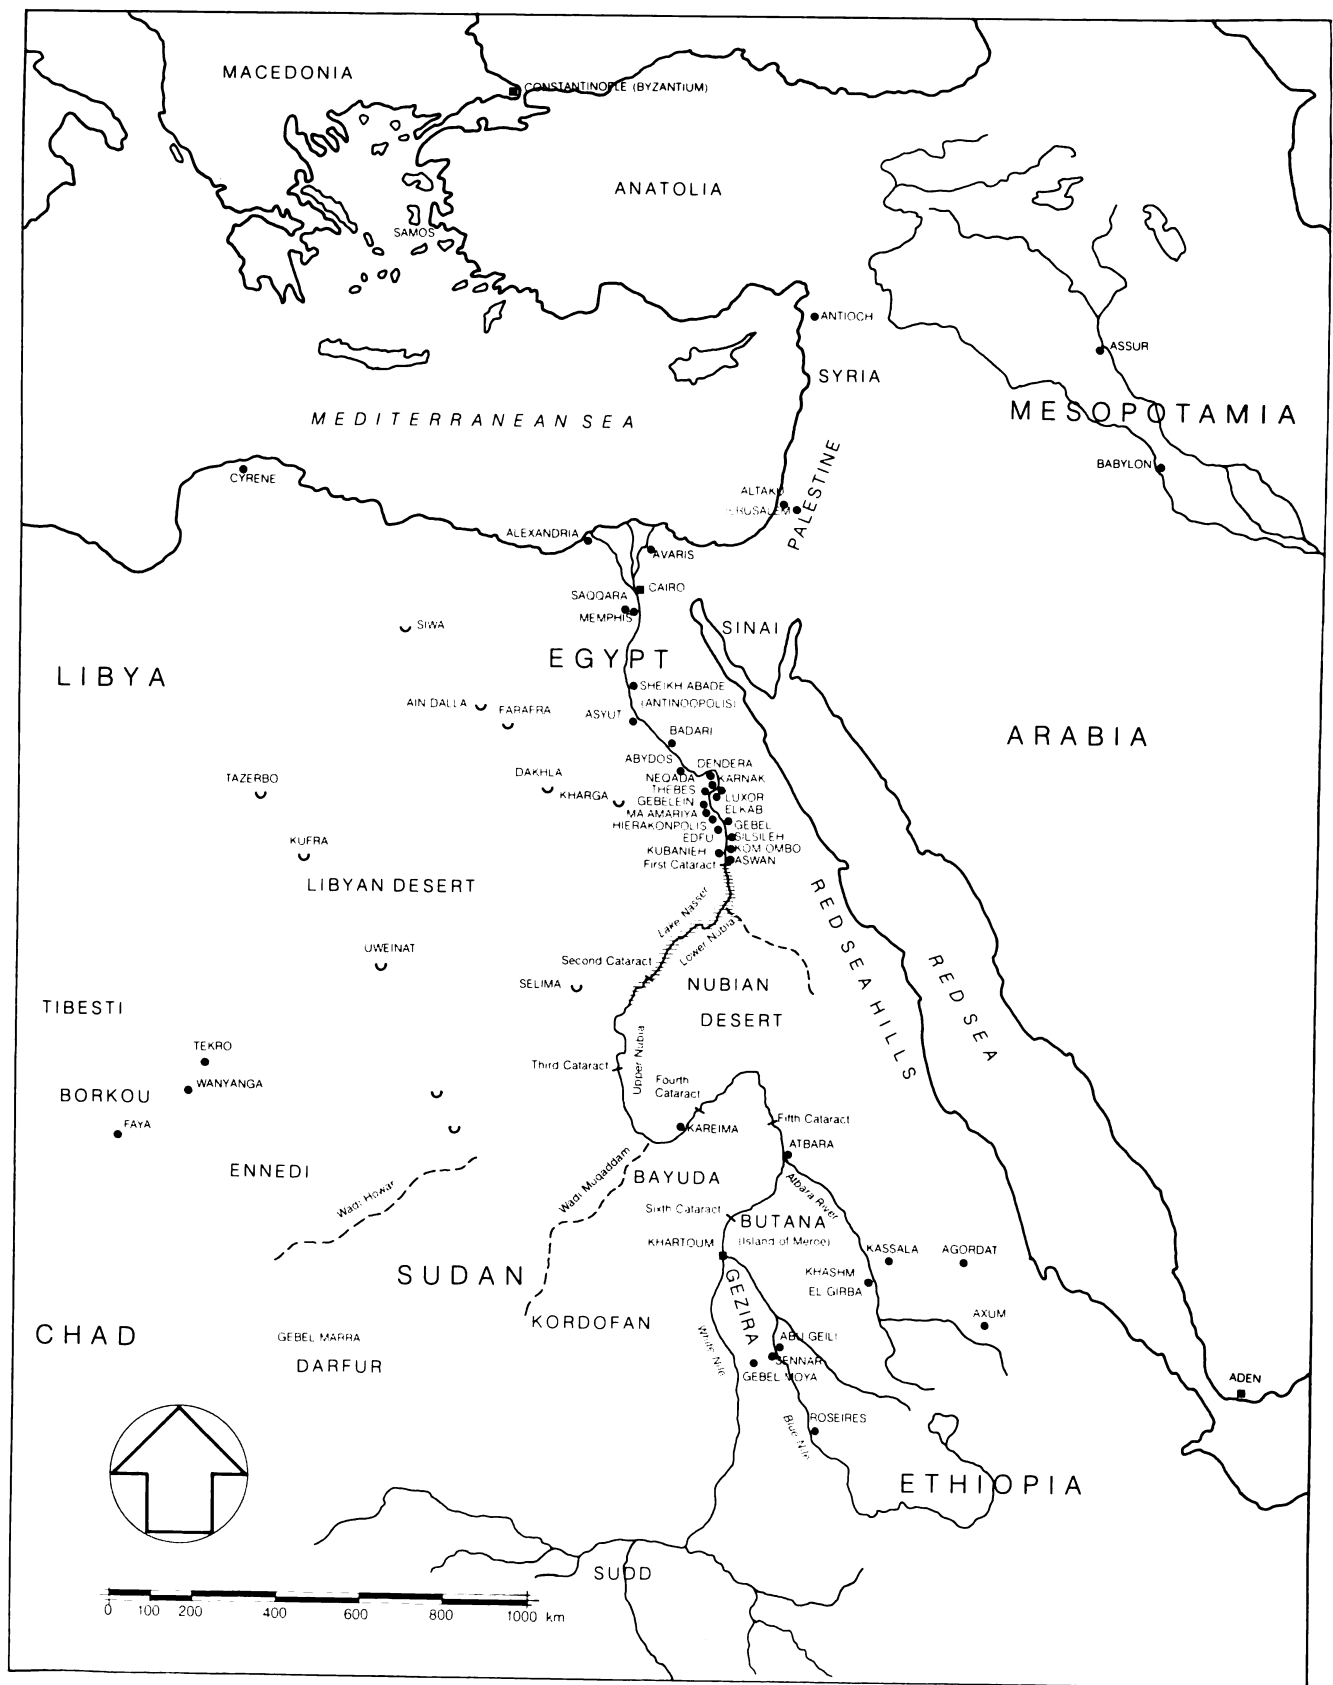 MACEDONIA
CONSTANTINOPLE (BYZANTIUM)
ANATOLIA
SAMOS
ANTIOCH
ASSUR
SYRIA
MEDITERRANEAN SEA
MESOPOTAMIA
BABYLON
CYRENE
PALESTINE
ALTAKU
JERUSALEM
ALEXANDRIA
AVARIS
CAIRO
SAQQARA
MEMPHIS
SIWA
SINAI
EGYPT
LIBYA
SHEIKH ABADE
(ANTINOOPOLIS)
AIN DALLA
FARAFRA
ASYUT
BADARI
ARABIA
ABYDOS
DENDERA
TAZERBO
DAKHLA
NEQADA
KARNAK
KHARGA
THEBES
LUXOR
GEBELEIN
ELKAB
MA'AMARIYA
HIERAKONPOLIS
GEBEL
SILSILEH
EDFU
KUFRA
KUBANIEH
KOM OMBO
First Cataract
ASWAN
LIBYAN DESERT
RED SEA HILLS
Lake Nasser
Lower Nubia
UWEINAT
Second Cataract
SELIMA
NUBIAN
DESERT
RED SEA
TIBESTI
TEKRO
WANYANGA
Third Cataract
Upper Nubia
Fourth
Cataract
BORKOU
FAYA
KAREIMA
Fifth Cataract
ATBARA
ENNEDI
Wadi Howar
Wadi Muqaddam
BAYUDA
Atbara River
Sixth Cataract
BUTANA
(Island of Meroe)
KHARTOUM
KASSALA
AGORDAT
SUDAN
GEZIRA
KHASHM
EL GIRBA
KORDOFAN
AXUM
CHAD
GEBEL MARRA
DARFUR
White Nile
ABU GEILI
SENNAR
GEBEL MOYA
ADEN
Blue Nile
ROSEIRES
ETHIOPIA
SUDD
0 100 200 400 600 800 1000 km